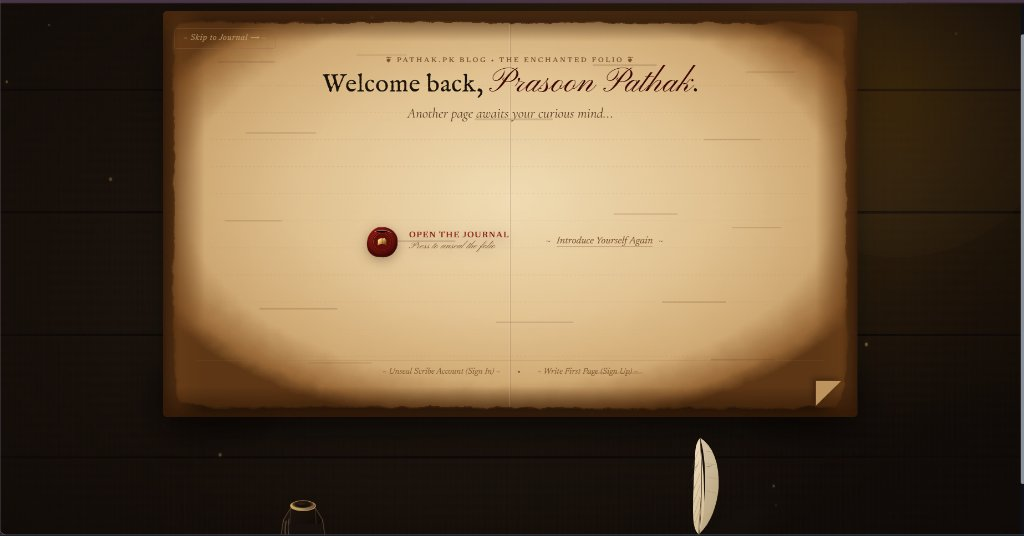 ~ Skip to Journal → ~
❦ PATHAK.PK BLOG • THE ENCHANTED FOLIO ❦
Welcome back, Prasoon Pathak.
Another page awaits your curious mind...
OPEN THE JOURNAL
Press to unseal the folio
~ Introduce Yourself Again ~
~ Unseal Scribe Account (Sign In) ~ • ~ Write First Page (Sign Up) ~